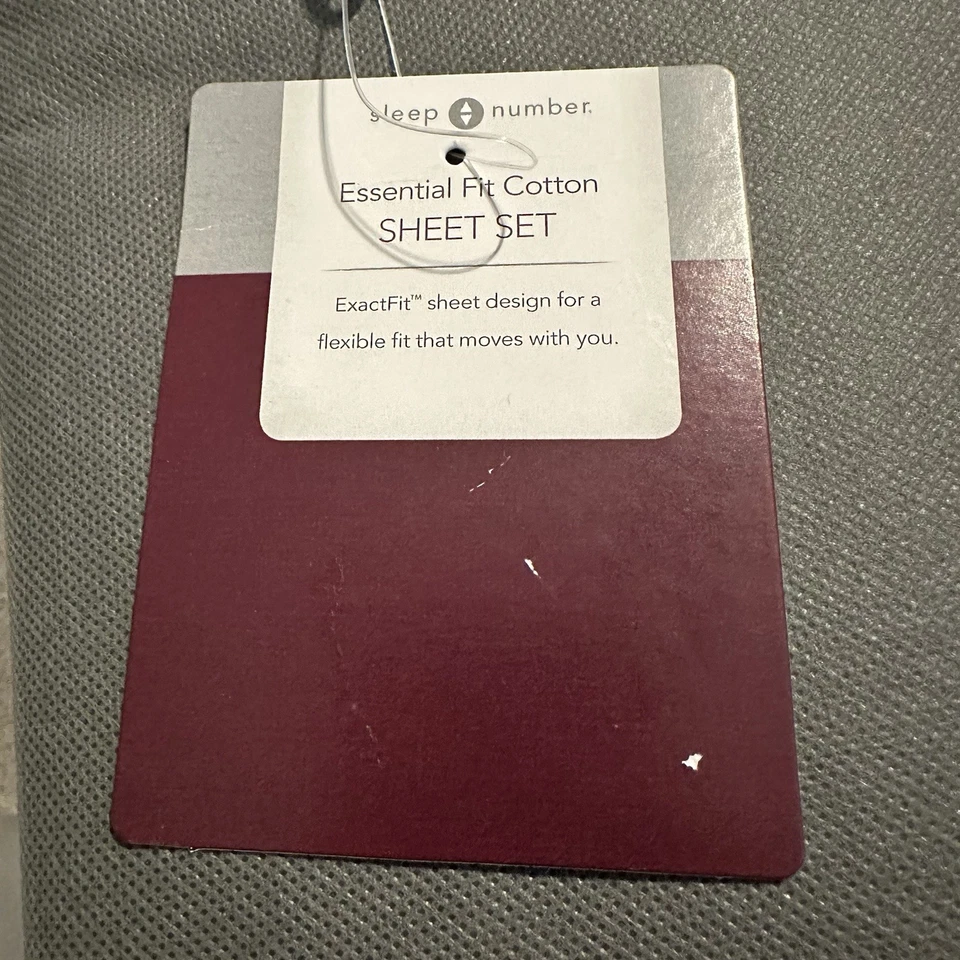 sleep number.
Essential Fit Cotton
SHEET SET
ExactFit™ sheet design for a
flexible fit that moves with you.